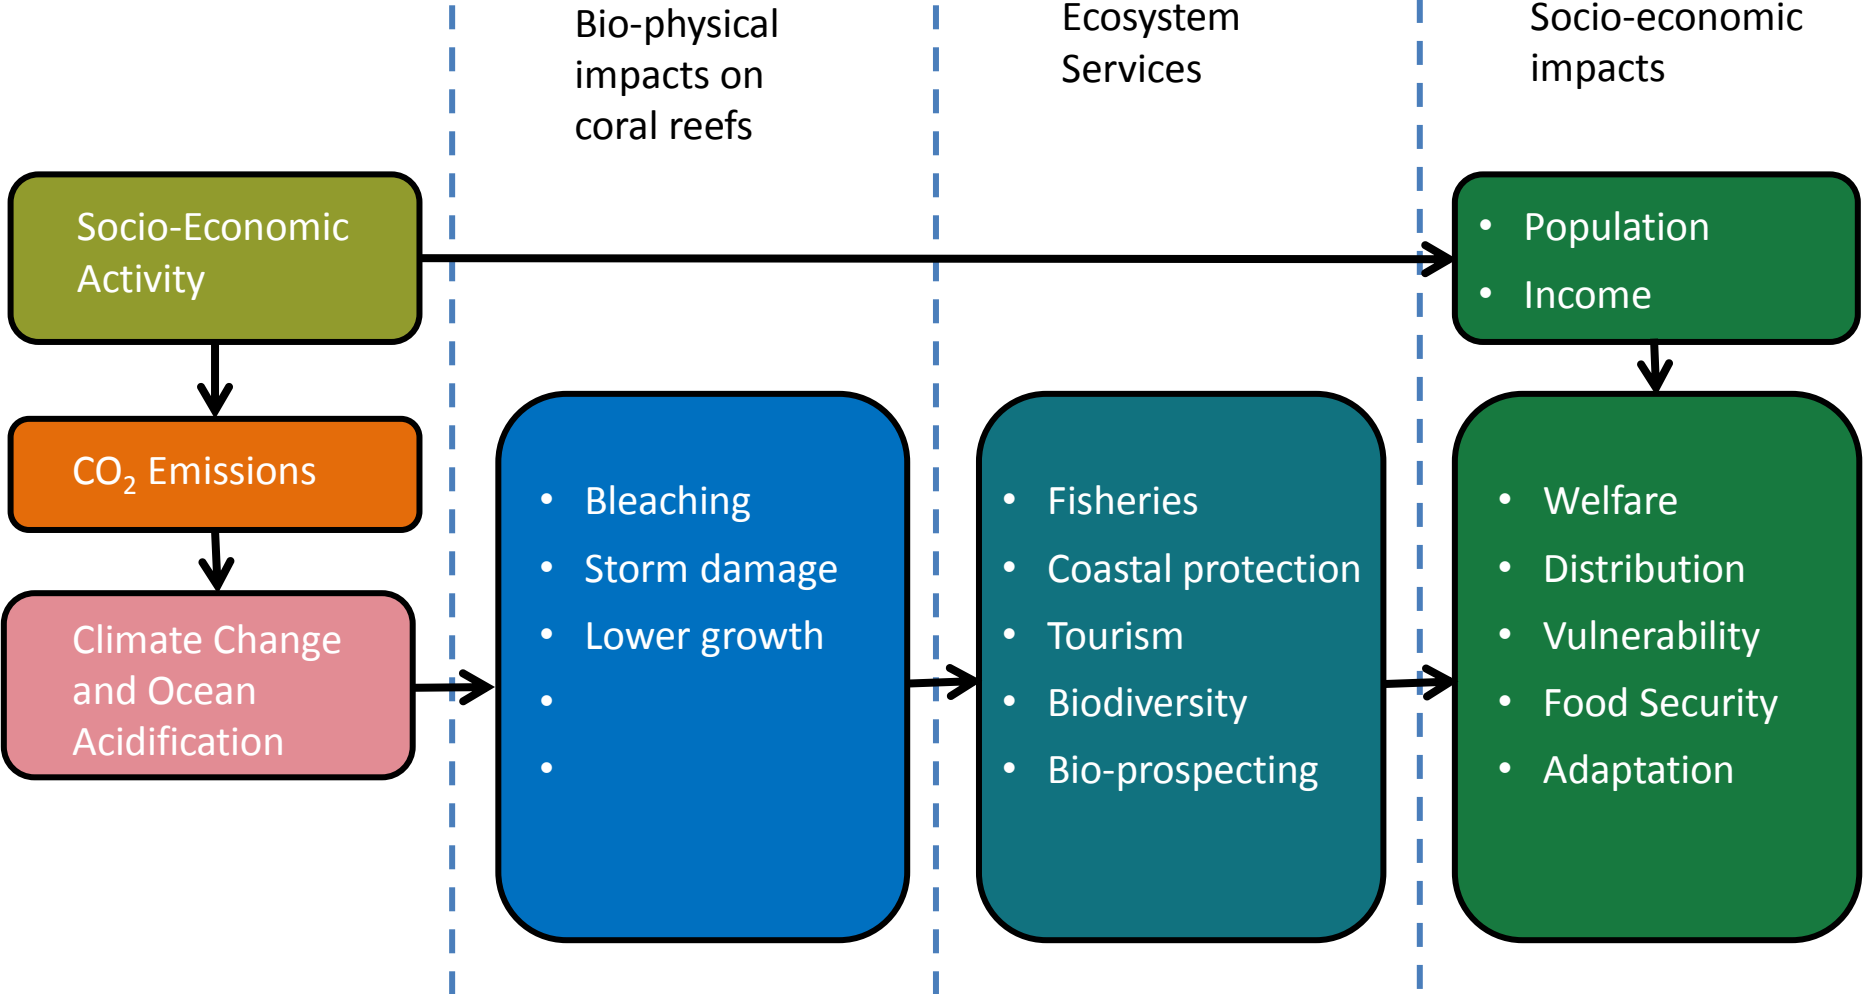 Bio-physical
impacts on
coral reefs
Ecosystem
Services
Socio-economic
impacts
Socio-Economic
Activity
• Population
• Income
CO₂ Emissions
Climate Change
and Ocean
Acidification
• Bleaching
• Storm damage
• Lower growth
•
•
• Fisheries
• Coastal protection
• Tourism
• Biodiversity
• Bio-prospecting
• Welfare
• Distribution
• Vulnerability
• Food Security
• Adaptation